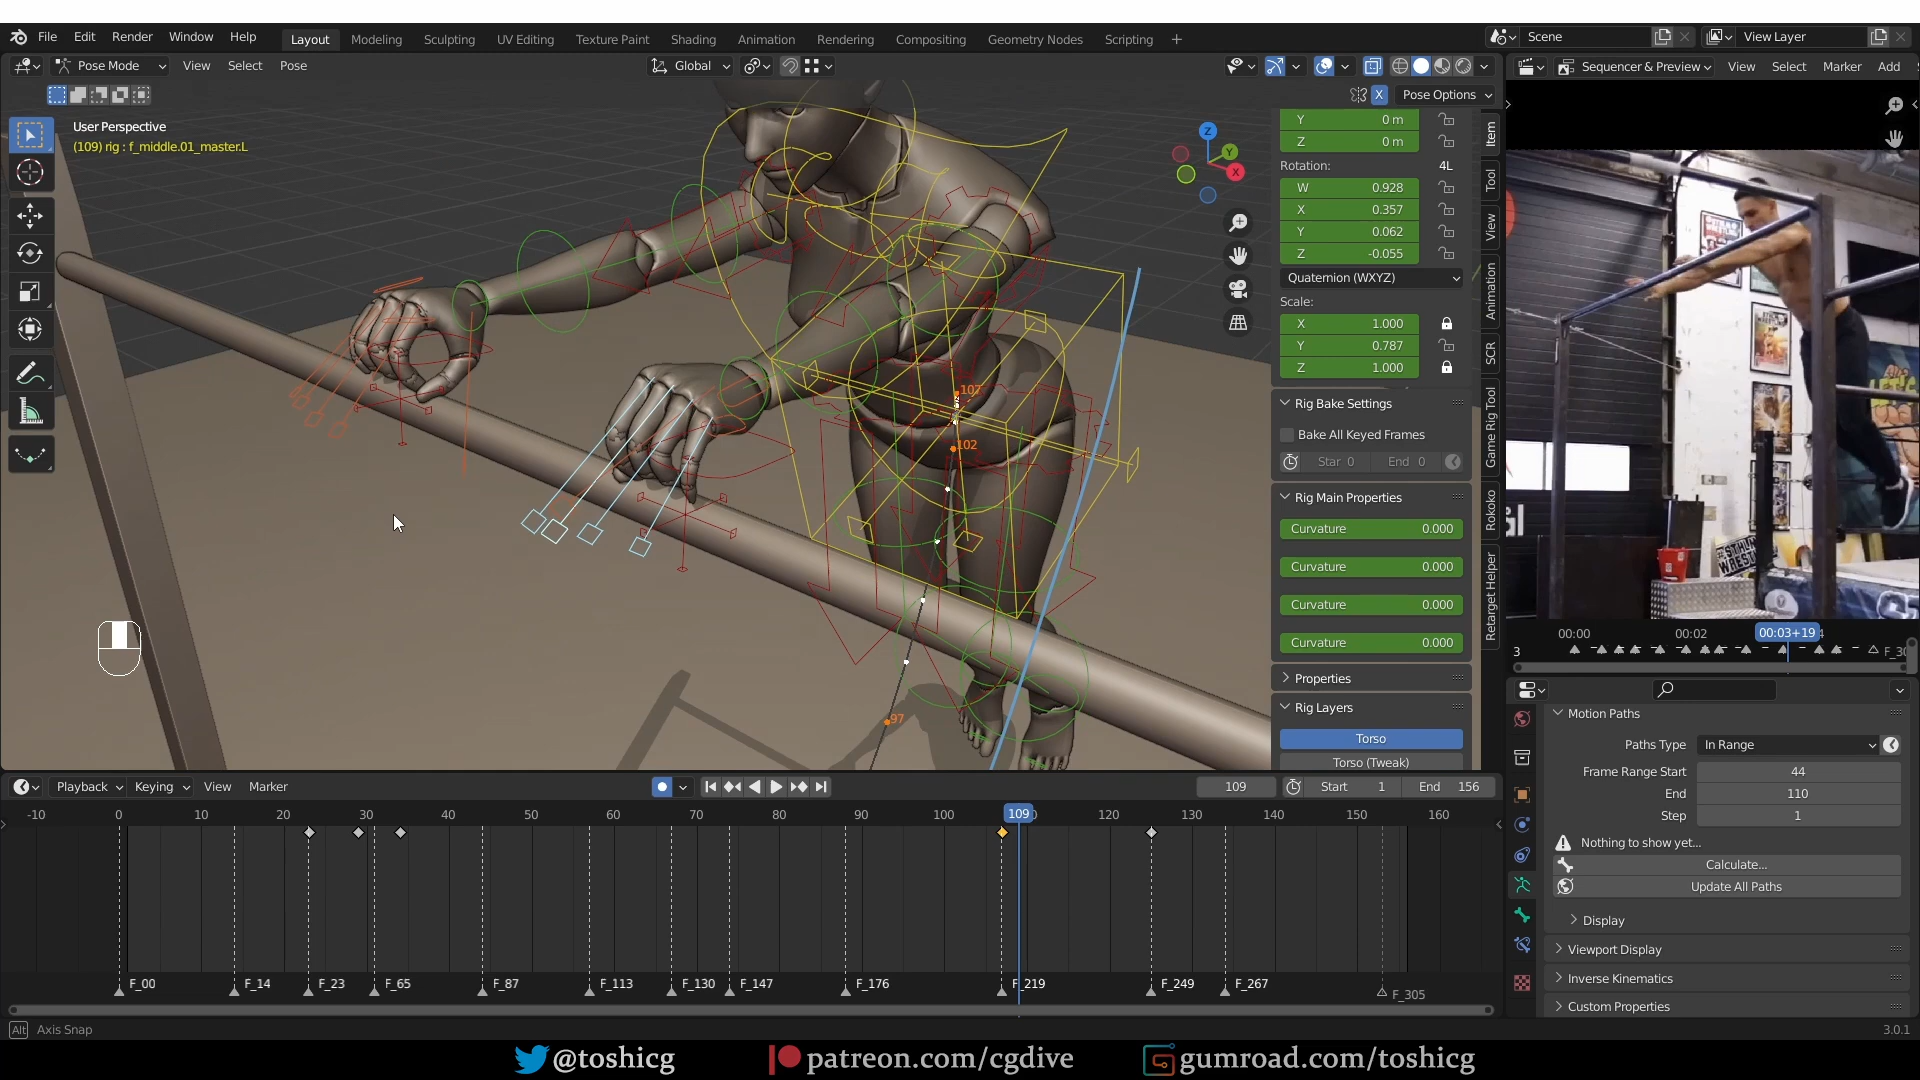 File Edit Render Window Help
Layout Modeling Sculpting UV Editing Texture Paint Shading Animation Rendering Compositing Geometry Nodes Scripting +
Scene View Layer
Pose Mode View Select Pose Global
Sequencer & Preview View Select Marker Add
X Pose Options
User Perspective
(109) rig : f_middle.01_master.L
Z
Y
X
107
102
97
Y 0 m
Z 0 m
Rotation: 4L
W 0.928
X 0.357
Y 0.062
Z -0.055
Quaternion (WXYZ)
Scale:
X 1.000
Y 0.787
Z 1.000
Rig Bake Settings
Bake All Keyed Frames
Star 0 End 0
Rig Main Properties
Curvature 0.000
Curvature 0.000
Curvature 0.000
Curvature 0.000
Properties
Rig Layers
Torso
Torso (Tweak)
Item
Tool
View
Animation
SCR
Game Rig Tool
Rokoko
Retarget Helper
00:00 00:02 00:03+19 4
3
Motion Paths
Paths Type In Range
Frame Range Start 44
End 110
Step 1
Nothing to show yet...
Calculate...
Update All Paths
Display
Viewport Display
Inverse Kinematics
Custom Properties
Playback Keying View Marker
109 Start 1 End 156
-10 0 10 20 30 40 50 60 70 80 90 100 109 120 130 140 150 160
F_00 F_14 F_23 F_65 F_87 F_113 F_130 F_147 F_176 F_219 F_249 F_267 F_305
Alt Axis Snap
3.0.1
@toshicg patreon.com/cgdive gumroad.com/toshicg